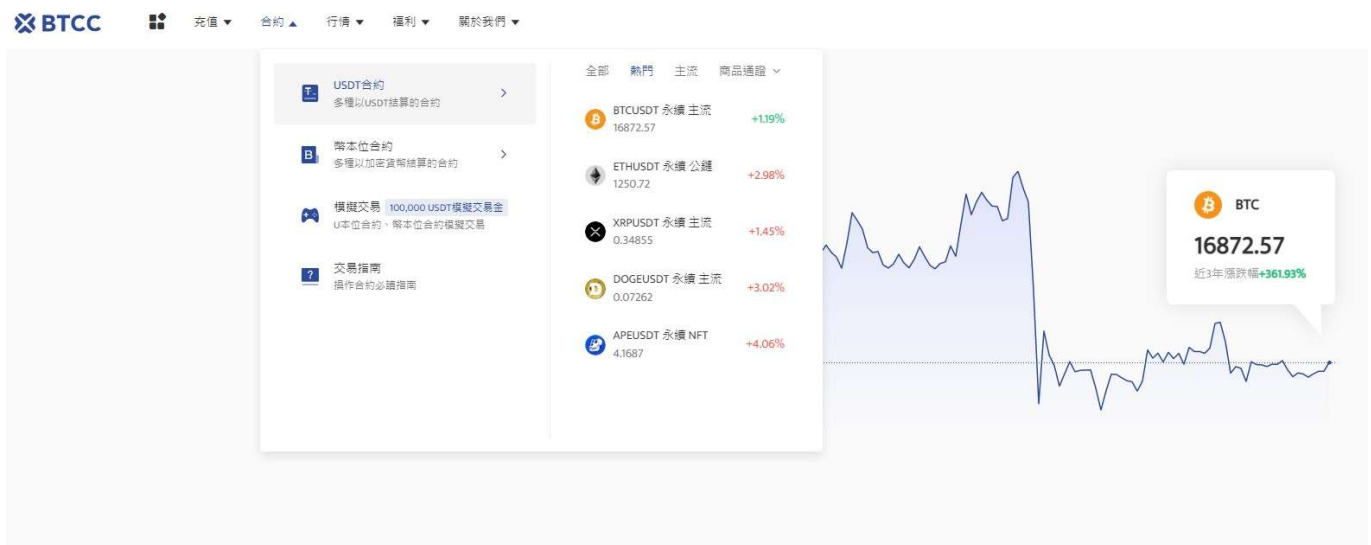 BTCC
充值 ▼
合約 ▲
行情 ▼
福利 ▼
關於我們 ▼
USDT合約
多種以USDT結算的合約
幣本位合約
多種以加密貨幣結算的合約
模擬交易 100,000 USDT模擬交易金
U本位合約、幣本位合約模擬交易
交易指南
操作合約必讀指南
全部 熱門 主流 商品通證
BTCUSDT 永續 主流
16872.57
+1.19%
ETHUSDT 永續 公鏈
1250.72
+2.98%
XRPUSDT 永續 主流
0.34855
+1.45%
DOGEUSDT 永續 主流
0.07262
+3.02%
APEUSDT 永續 NFT
4.1687
+4.06%
BTC
16872.57
近3年漲跌幅+361.93%